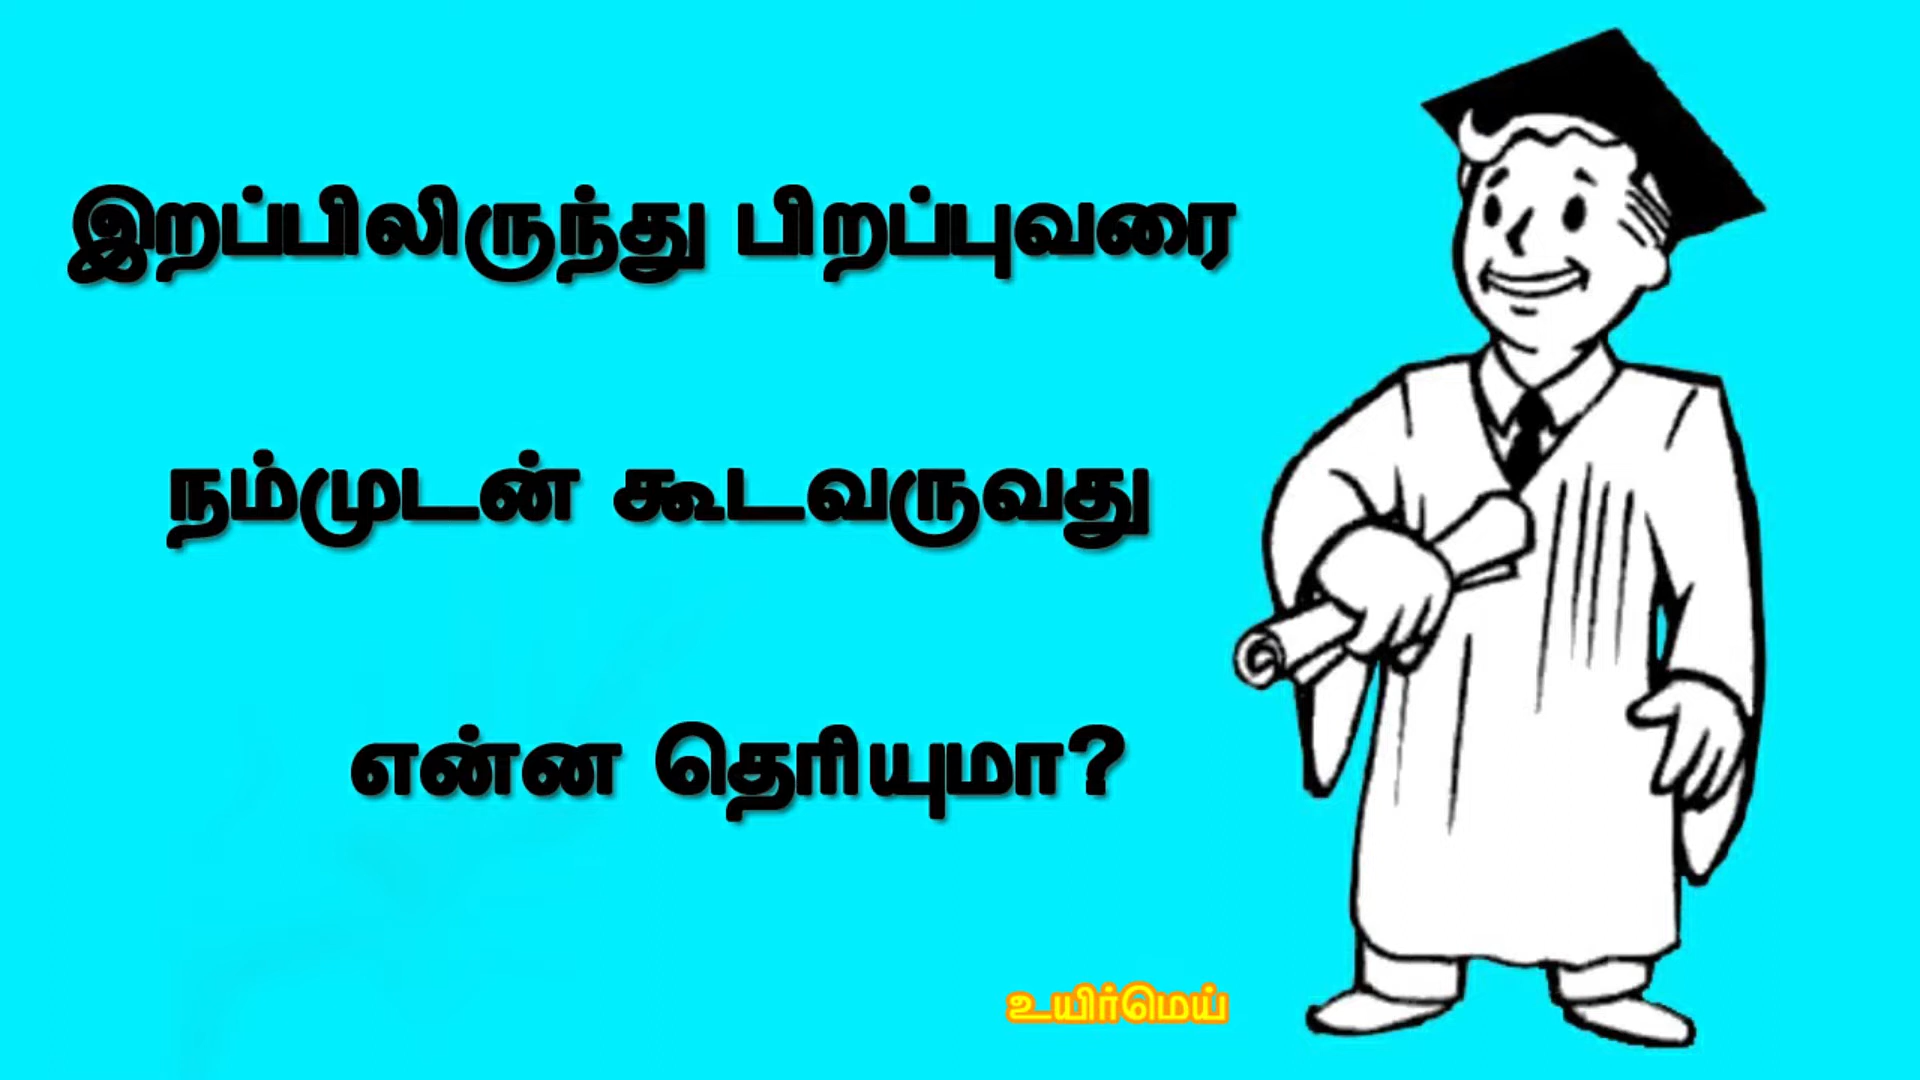 இறப்பிலிருந்து பிறப்புவரை
நம்முடன் கூடவருவது
என்ன தெரியுமா?
உயிர்மெய்